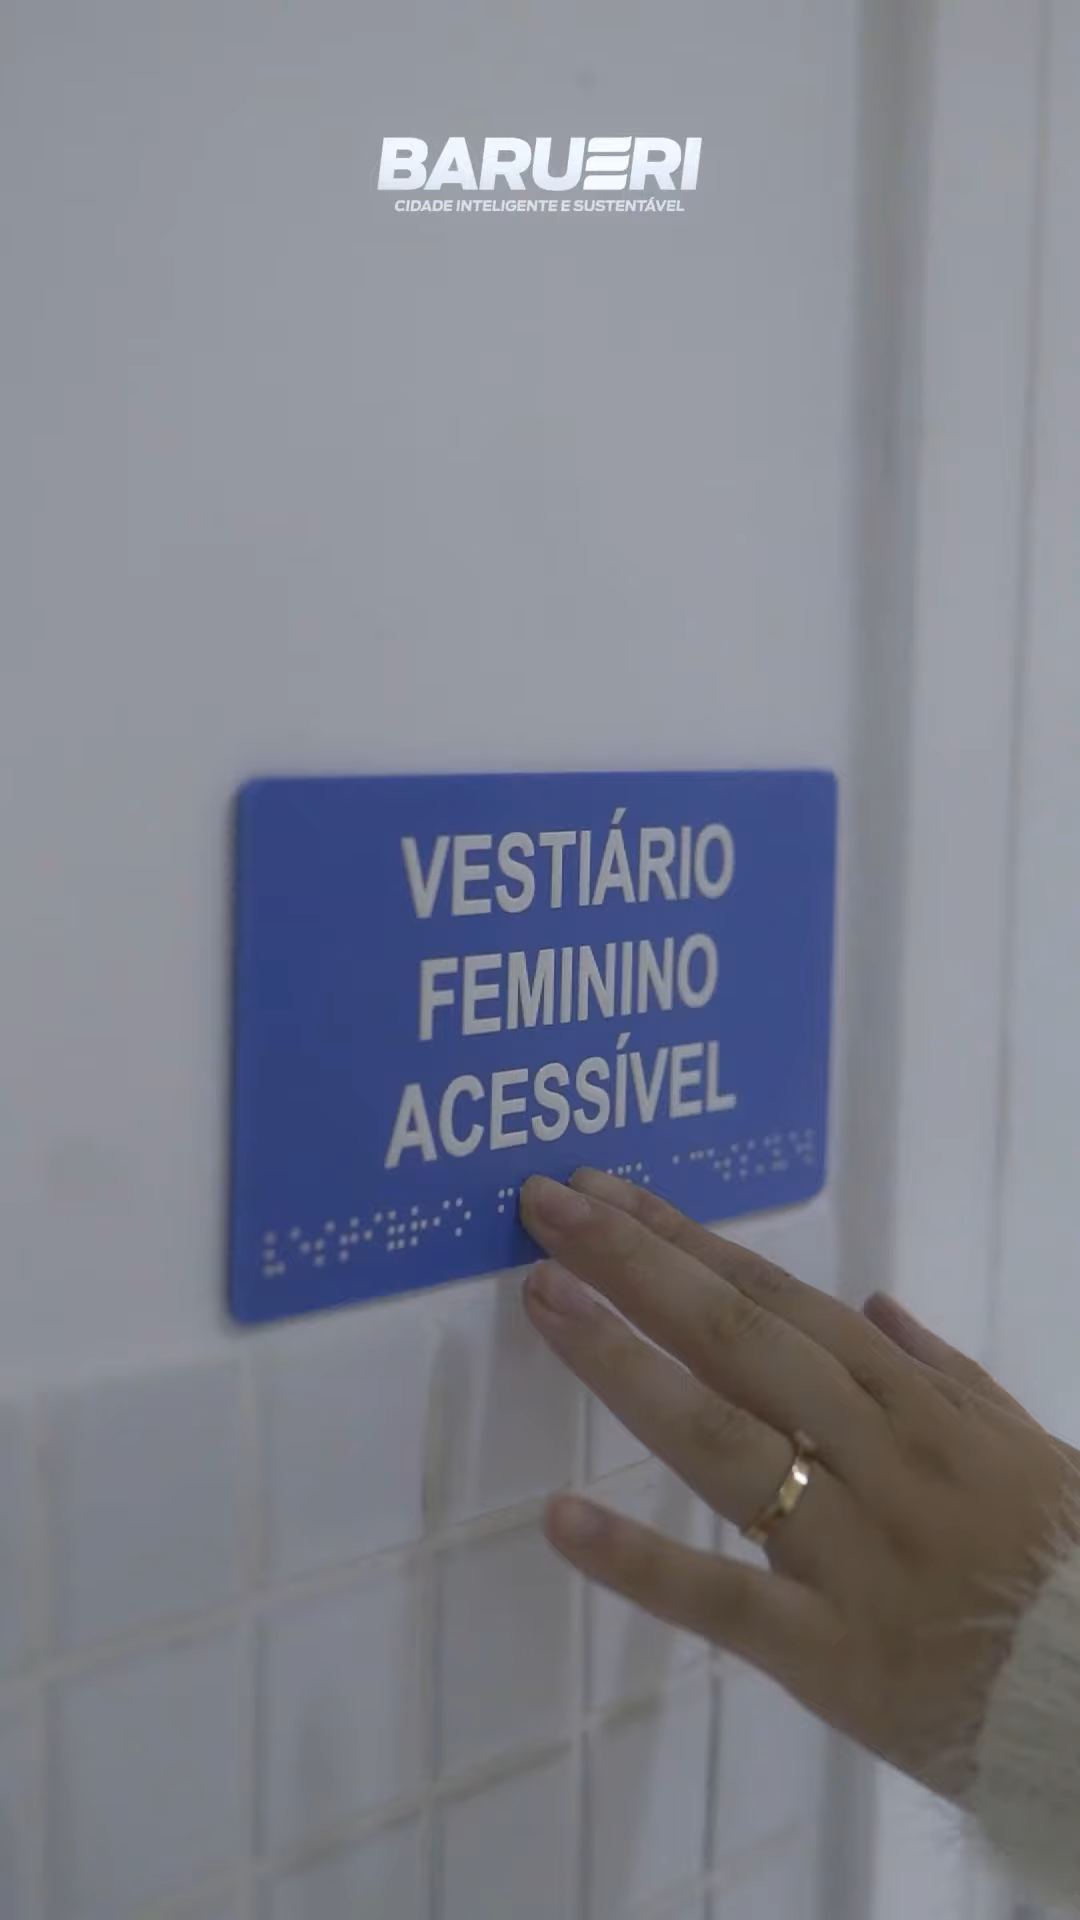 BARUERI
CIDADE INTELIGENTE E SUSTENTÁVEL
VESTIÁRIO
FEMININO
ACESSÍVEL